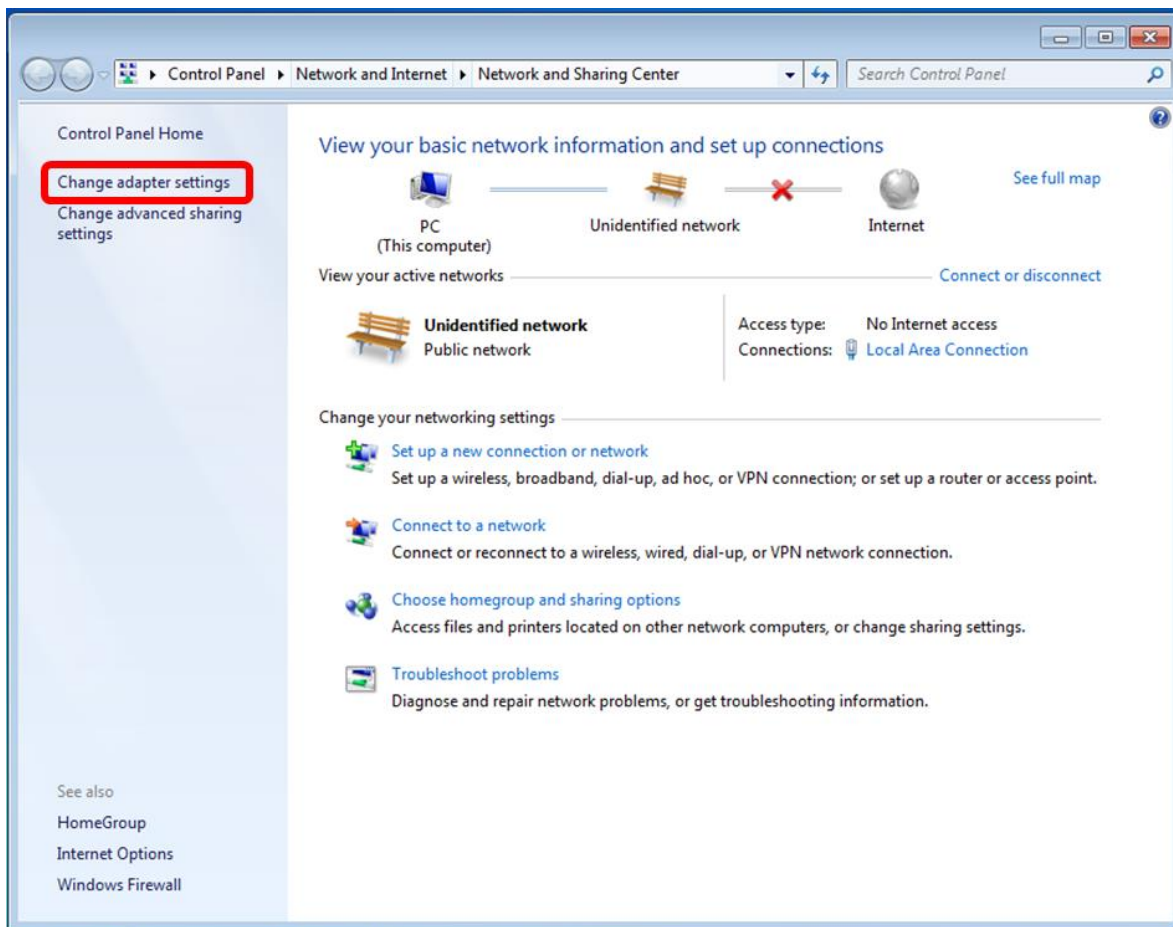 Control Panel Network and Internet Network and Sharing Center
Search Control Panel
Control Panel Home
Change adapter settings
Change advanced sharing
settings
See also
HomeGroup
Internet Options
Windows Firewall
View your basic network information and set up connections
See full map
PC
(This computer)
Unidentified network
Internet
View your active networks
Connect or disconnect
Unidentified network
Public network
Access type: No Internet access
Connections: Local Area Connection
Change your networking settings
Set up a new connection or network
Set up a wireless, broadband, dial-up, ad hoc, or VPN connection; or set up a router or access point.
Connect to a network
Connect or reconnect to a wireless, wired, dial-up, or VPN network connection.
Choose homegroup and sharing options
Access files and printers located on other network computers, or change sharing settings.
Troubleshoot problems
Diagnose and repair network problems, or get troubleshooting information.